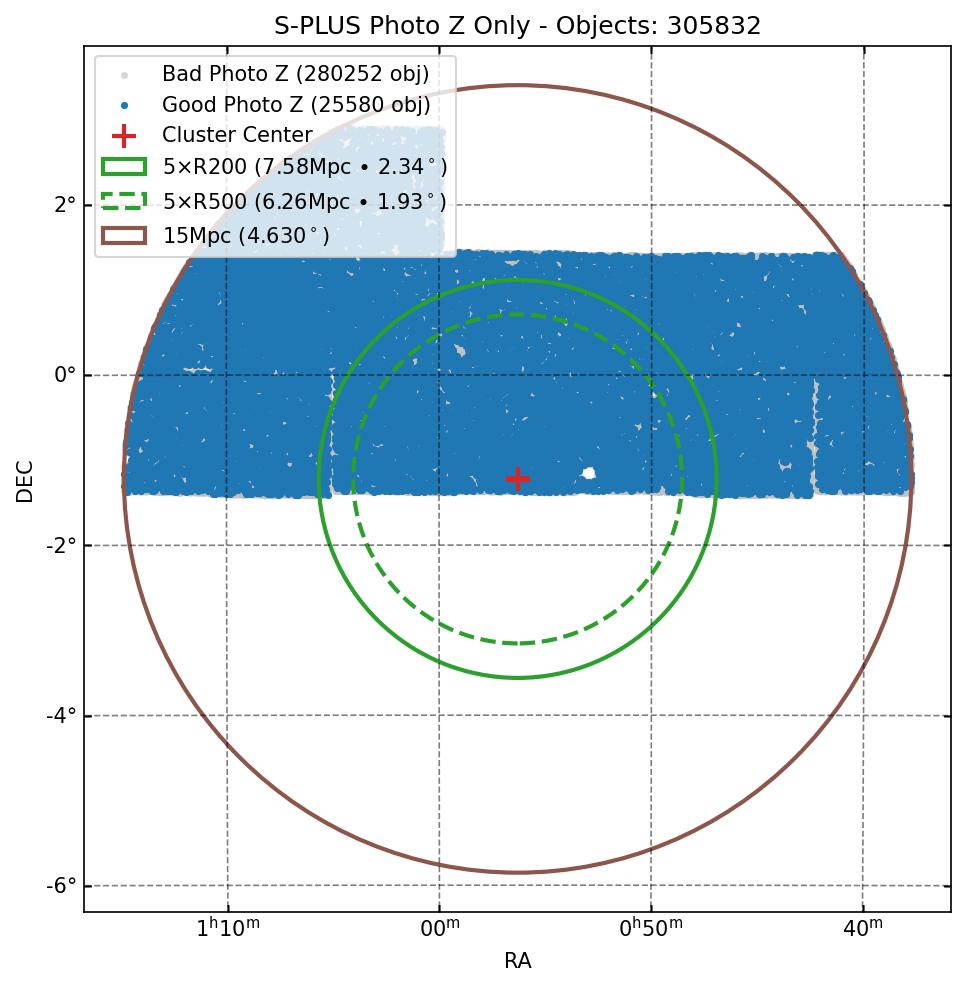 S-PLUS Photo Z Only - Objects: 305832
Bad Photo Z (280252 obj)
Good Photo Z (25580 obj)
Cluster Center
5×R200 (7.58Mpc • 2.34°)
5×R500 (6.26Mpc • 1.93°)
15Mpc (4.630°)
2°
0°
-2°
-4°
-6°
DEC
1ʰ10ᵐ
00ᵐ
0ʰ50ᵐ
40ᵐ
RA